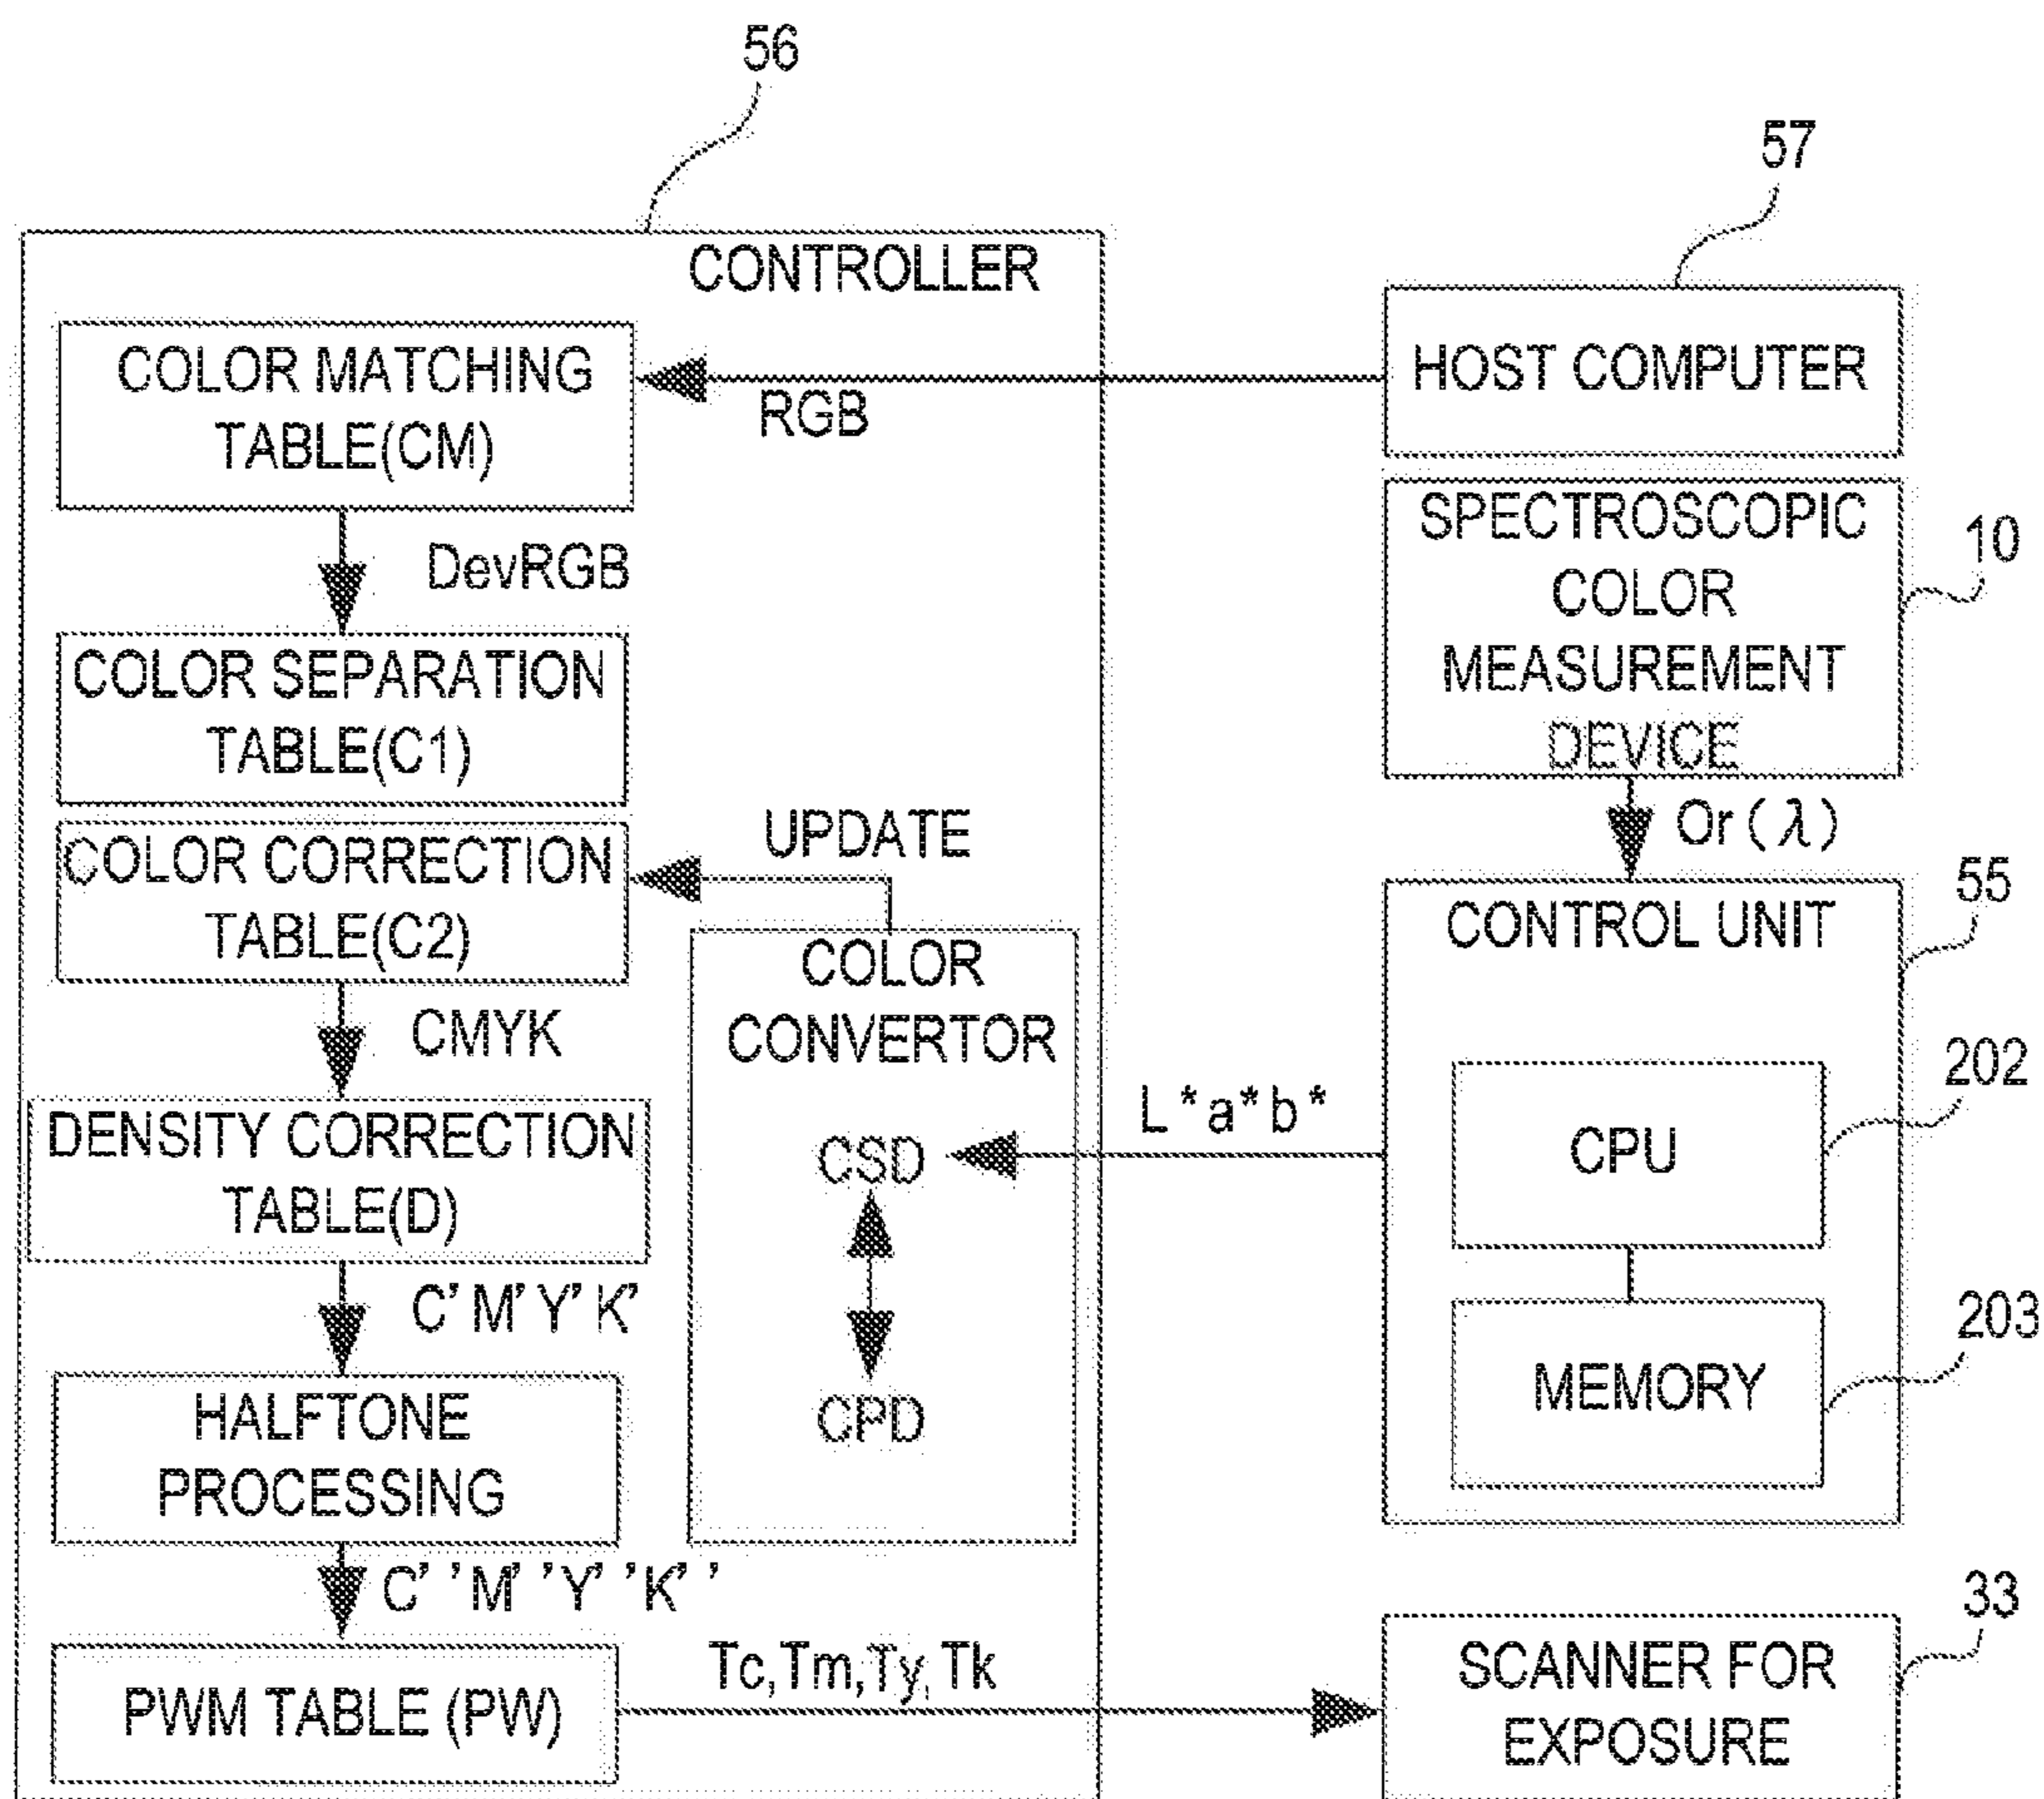 56
57
CONTROLLER
COLOR MATCHING
TABLE(CM)
RGB
HOST COMPUTER
DevRGB
SPECTROSCOPIC
COLOR
MEASUREMENT
DEVICE
10
COLOR SEPARATION
TABLE(C1)
Or(λ)
COLOR CORRECTION
TABLE(C2)
UPDATE
55
CONTROL UNIT
COLOR
CONVERTOR
CMYK
202
CPU
L*a*b*
CSD
DENSITY CORRECTION
TABLE(D)
C' M' Y' K'
CPD
203
MEMORY
HALFTONE
PROCESSING
C' 'M' 'Y' 'K' '
PWM TABLE (PW)
Tc,Tm,Ty,Tk
33
SCANNER FOR
EXPOSURE